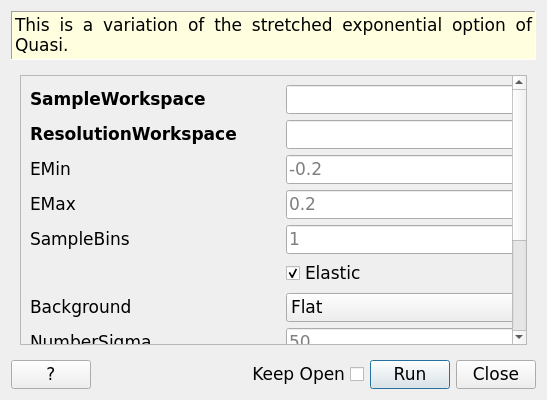 This is a variation of the stretched exponential option of
Quasi.
SampleWorkspace
ResolutionWorkspace
EMin -0.2
EMax 0.2
SampleBins 1
Elastic
Background Flat
NumberSigma 50
? Keep Open Run Close